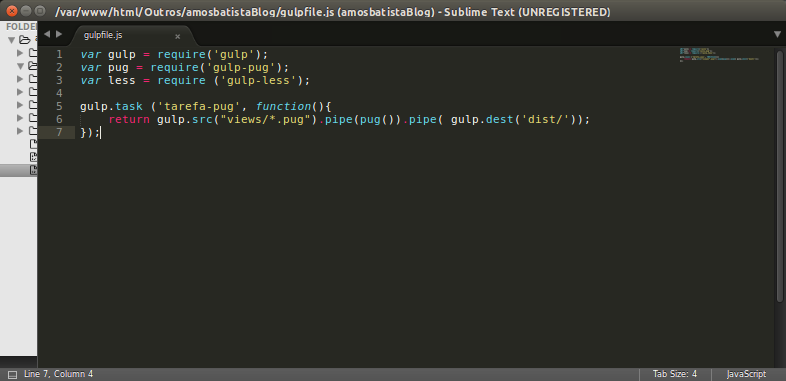 /var/www/html/Outros/amosbatistaBlog/gulpfile.js (amosbatistaBlog) - Sublime Text (UNREGISTERED)
FOLDER
gulpfile.js ×
1 var gulp = require('gulp');
2 var pug = require('gulp-pug');
3 var less = require ('gulp-less');
4
5 gulp.task ('tarefa-pug', function(){
6 return gulp.src("views/*.pug").pipe(pug()).pipe( gulp.dest('dist/'));
7 });
Line 7, Column 4 Tab Size: 4 JavaScript